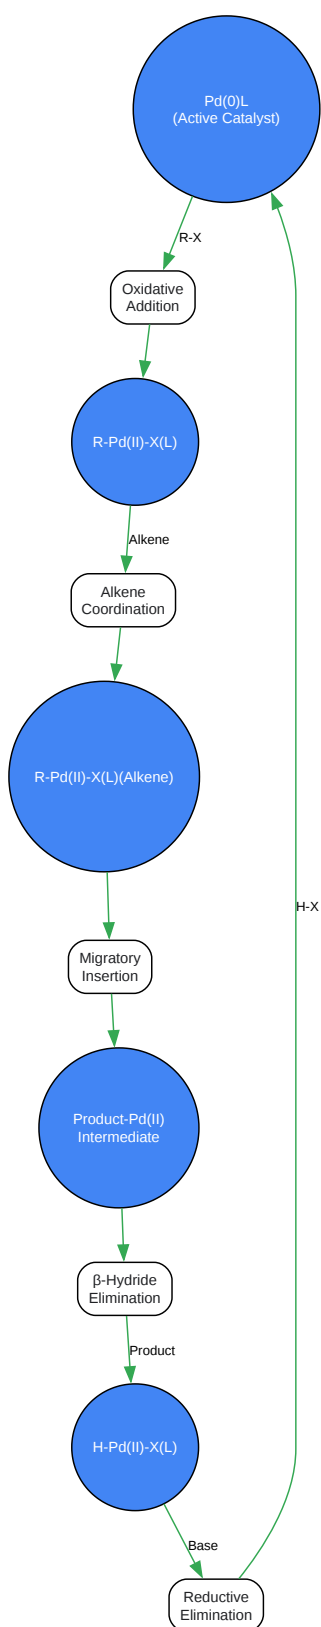 Pd(0)L
(Active Catalyst)
R-X
Oxidative
Addition
R-Pd(II)-X(L)
Alkene
Alkene
Coordination
R-Pd(II)-X(L)(Alkene)
H-X
Migratory
Insertion
Product-Pd(II)
Intermediate
β-Hydride
Elimination
Product
H-Pd(II)-X(L)
Base
Reductive
Elimination